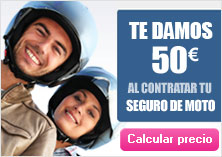 TE DAMOS
50€
AL CONTRATAR TU
SEGURO DE MOTO
Calcular precio